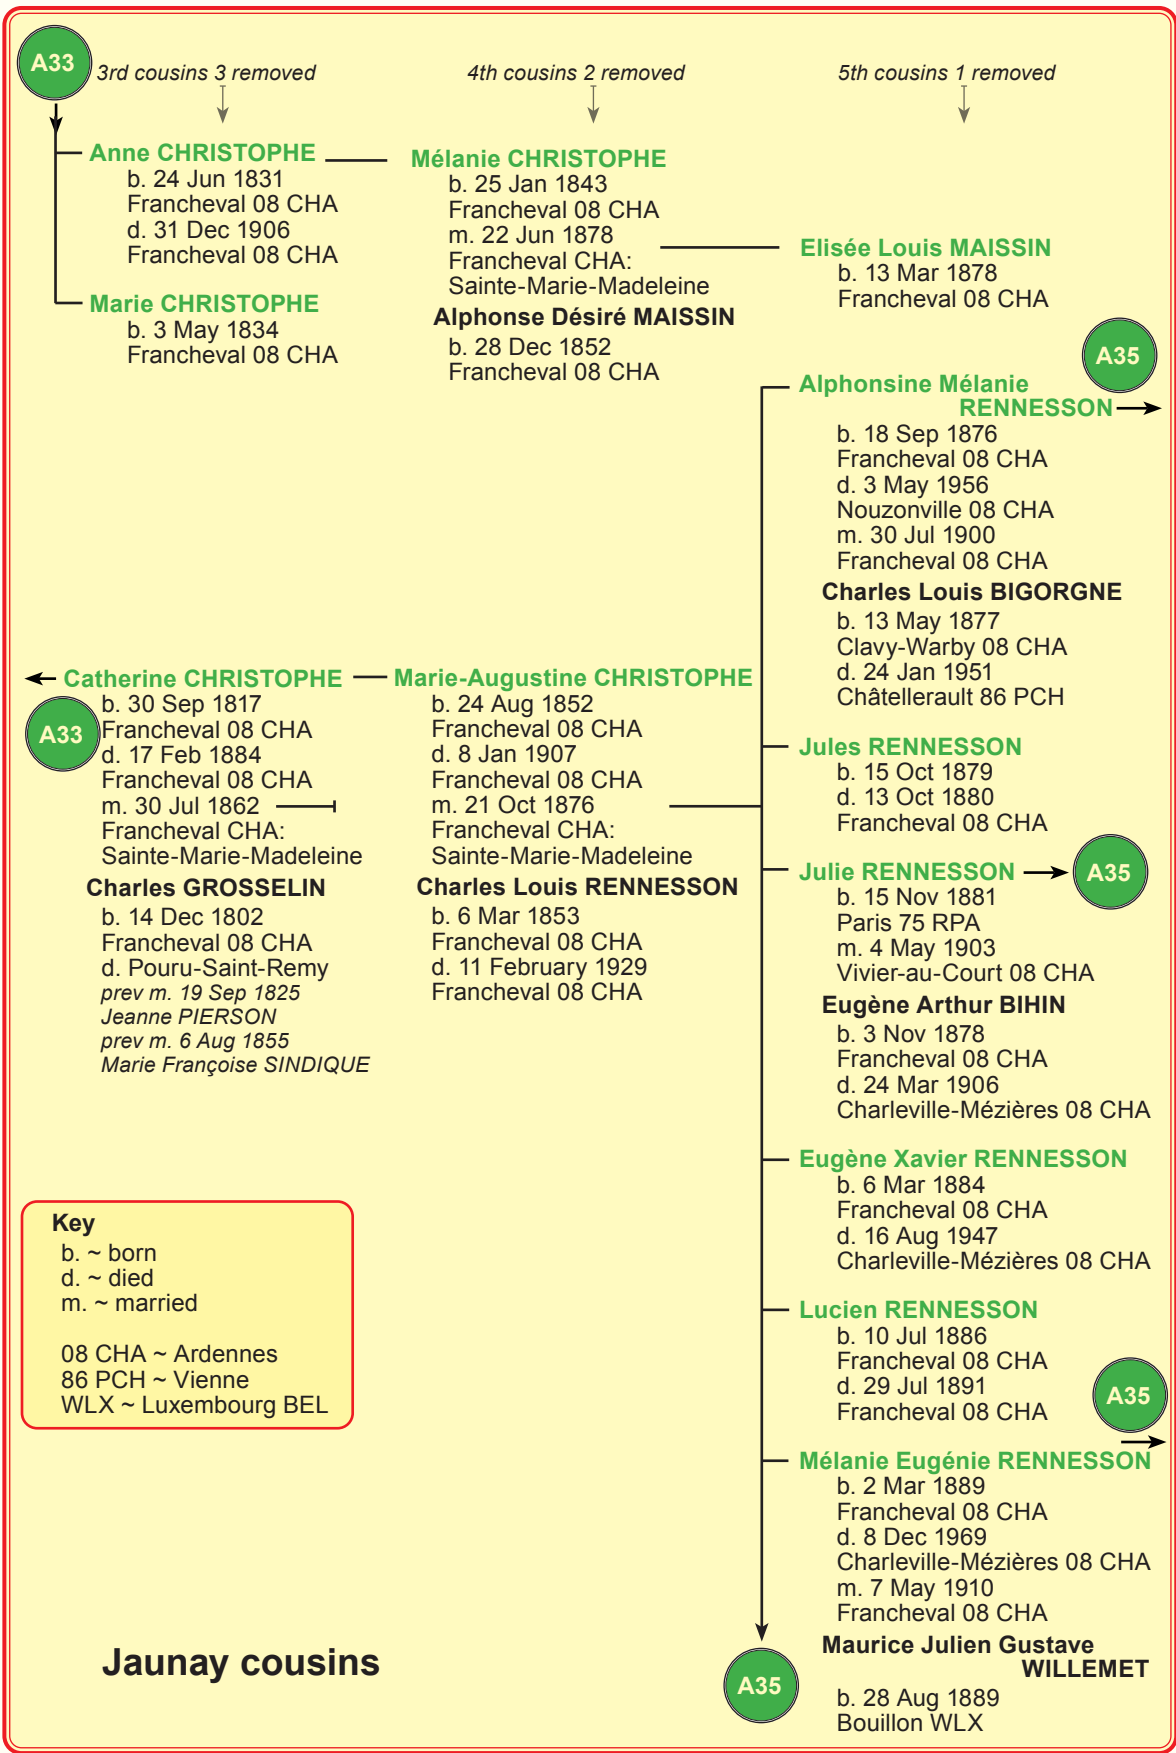 A33
3rd cousins 3 removed
4th cousins 2 removed
5th cousins 1 removed
Anne CHRISTOPHE
b. 24 Jun 1831
Francheval 08 CHA
d. 31 Dec 1906
Francheval 08 CHA
Marie CHRISTOPHE
b. 3 May 1834
Francheval 08 CHA
Mélanie CHRISTOPHE
b. 25 Jan 1843
Francheval 08 CHA
m. 22 Jun 1878
Francheval CHA:
Sainte-Marie-Madeleine
Alphonse Désiré MAISSIN
b. 28 Dec 1852
Francheval 08 CHA
Elisée Louis MAISSIN
b. 13 Mar 1878
Francheval 08 CHA
A35
Alphonsine Mélanie
RENNESSON
b. 18 Sep 1876
Francheval 08 CHA
d. 3 May 1956
Nouzonville 08 CHA
m. 30 Jul 1900
Francheval 08 CHA
Charles Louis BIGORGNE
b. 13 May 1877
Clavy-Warby 08 CHA
d. 24 Jan 1951
Châtellerault 86 PCH
Catherine CHRISTOPHE
A33
b. 30 Sep 1817
Francheval 08 CHA
d. 17 Feb 1884
Francheval 08 CHA
m. 30 Jul 1862
Francheval CHA:
Sainte-Marie-Madeleine
Charles GROSSELIN
b. 14 Dec 1802
Francheval 08 CHA
d. Pouru-Saint-Remy
prev m. 19 Sep 1825
Jeanne PIERSON
prev m. 6 Aug 1855
Marie Françoise SINDIQUE
Marie-Augustine CHRISTOPHE
b. 24 Aug 1852
Francheval 08 CHA
d. 8 Jan 1907
Francheval 08 CHA
m. 21 Oct 1876
Francheval CHA:
Sainte-Marie-Madeleine
Charles Louis RENNESSON
b. 6 Mar 1853
Francheval 08 CHA
d. 11 February 1929
Francheval 08 CHA
Jules RENNESSON
b. 15 Oct 1879
d. 13 Oct 1880
Francheval 08 CHA
Julie RENNESSON
A35
b. 15 Nov 1881
Paris 75 RPA
m. 4 May 1903
Vivier-au-Court 08 CHA
Eugène Arthur BIHIN
b. 3 Nov 1878
Francheval 08 CHA
d. 24 Mar 1906
Charleville-Mézières 08 CHA
Eugène Xavier RENNESSON
b. 6 Mar 1884
Francheval 08 CHA
d. 16 Aug 1947
Charleville-Mézières 08 CHA
Lucien RENNESSON
b. 10 Jul 1886
Francheval 08 CHA
d. 29 Jul 1891
Francheval 08 CHA
A35
Mélanie Eugénie RENNESSON
b. 2 Mar 1889
Francheval 08 CHA
d. 8 Dec 1969
Charleville-Mézières 08 CHA
m. 7 May 1910
Francheval 08 CHA
Maurice Julien Gustave
WILLEMET
b. 28 Aug 1889
Bouillon WLX
A35
Key
b. ~ born
d. ~ died
m. ~ married
08 CHA ~ Ardennes
86 PCH ~ Vienne
WLX ~ Luxembourg BEL
Jaunay cousins